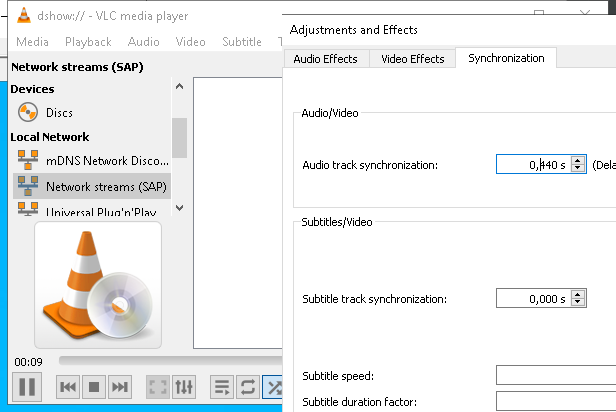 dshow:// - VLC media player
Media Playback Audio Video Subtitle
Network streams (SAP)
Devices
Discs
Local Network
mDNS Network Disco...
Network streams (SAP)
Universal Plug'n'Play
00:09
Adjustments and Effects
Audio Effects Video Effects Synchronization
Audio/Video
Audio track synchronization: 0,440 s (Dela
Subtitles/Video
Subtitle track synchronization: 0,000 s
Subtitle speed:
Subtitle duration factor: